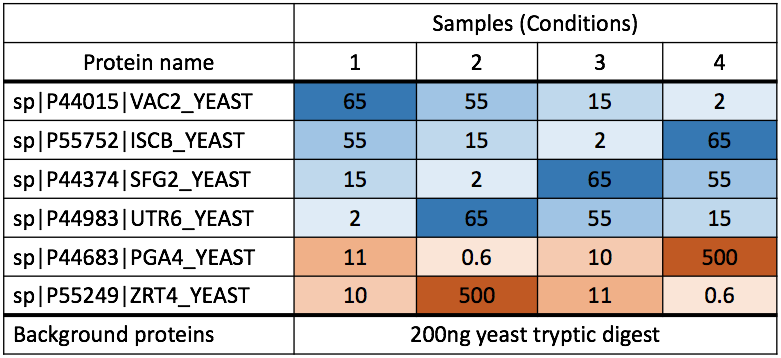 Samples (Conditions)
Protein name 1 2 3 4
sp|P44015|VAC2_YEAST 65 55 15 2
sp|P55752|ISCB_YEAST 55 15 2 65
sp|P44374|SFG2_YEAST 15 2 65 55
sp|P44983|UTR6_YEAST 2 65 55 15
sp|P44683|PGA4_YEAST 11 0.6 10 500
sp|P55249|ZRT4_YEAST 10 500 11 0.6
Background proteins 200ng yeast tryptic digest